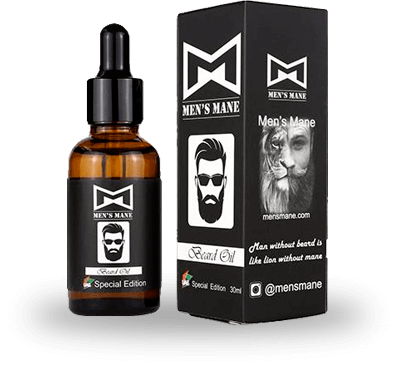 MEN'S MANE
Beard Oil
Special Edition
MEN'S MANE
Beard Oil
Special Edition 30ml
Men's Mane
mensmane.com
Man without beard is
like lion without mane
@mensmane